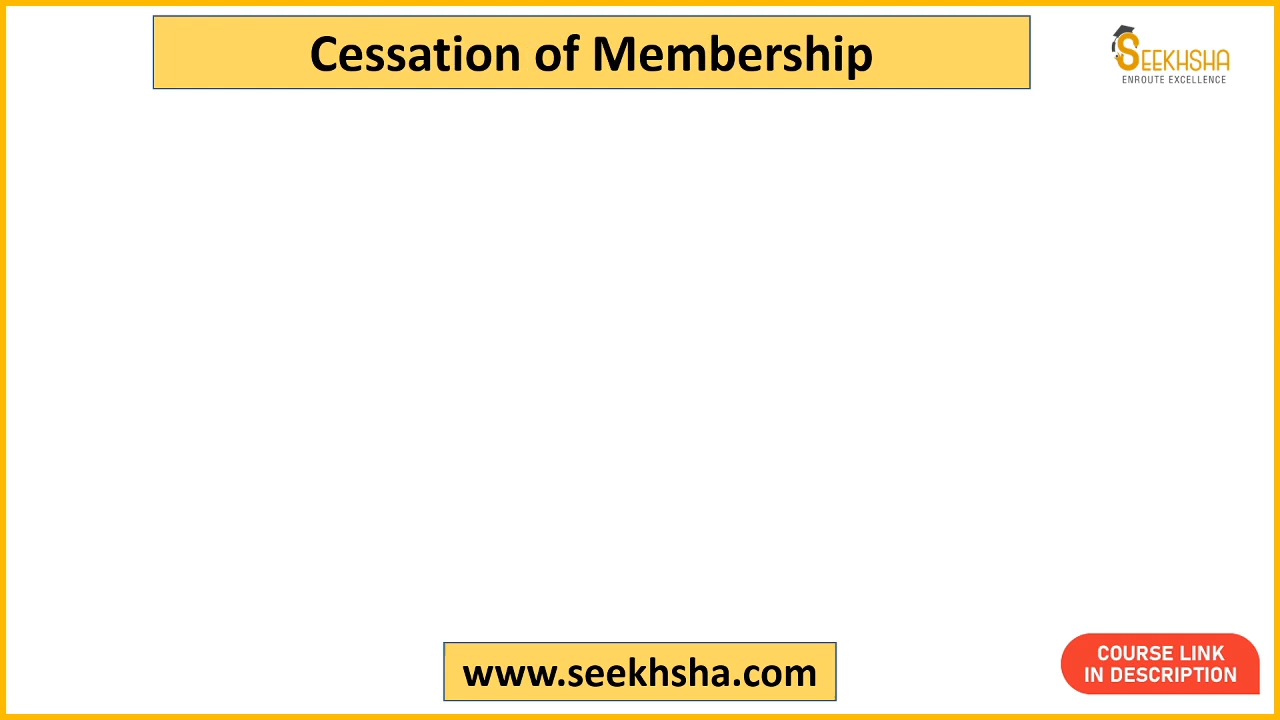 Cessation of Membership
SEEKHSHA
ENROUTE EXCELLENCE
www.seekhsha.com
COURSE LINK
IN DESCRIPTION